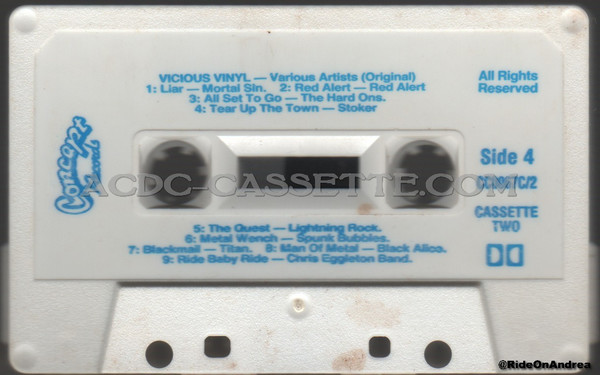 VICIOUS VINYL — Various Artists (Original)
1: Liar — Mortal Sin. 2: Red Alert — Red Alert
3: All Set To Go — The Hard Ons.
4: Tear Up The Town — Stoker
All Rights
Reserved
Concept
Records
Side 4
ACDC-CASSETTE.COM
CASSETTE
TWO
5: The Quest — Lightning Rock.
6: Metal Wench — Spunk Bubbles.
7: Blackmail — Titan. 8: Man Of Metal — Black Alice.
9: Ride Baby Ride — Chris Eggleton Band.
@RideOnAndrea